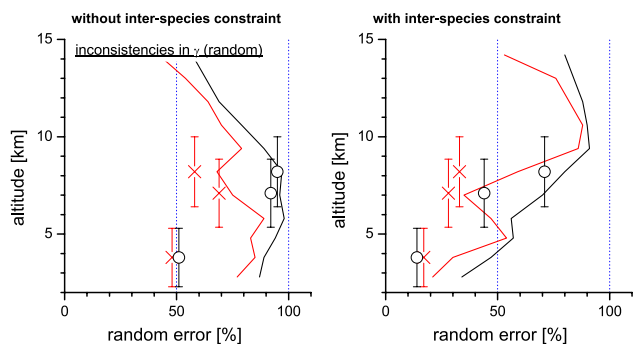 without inter-species constraint
with inter-species constraint
inconsistencies in γ (random)
15
10
5
altitude [km]
0
50
100
random error [%]
15
10
5
altitude [km]
0
50
100
random error [%]